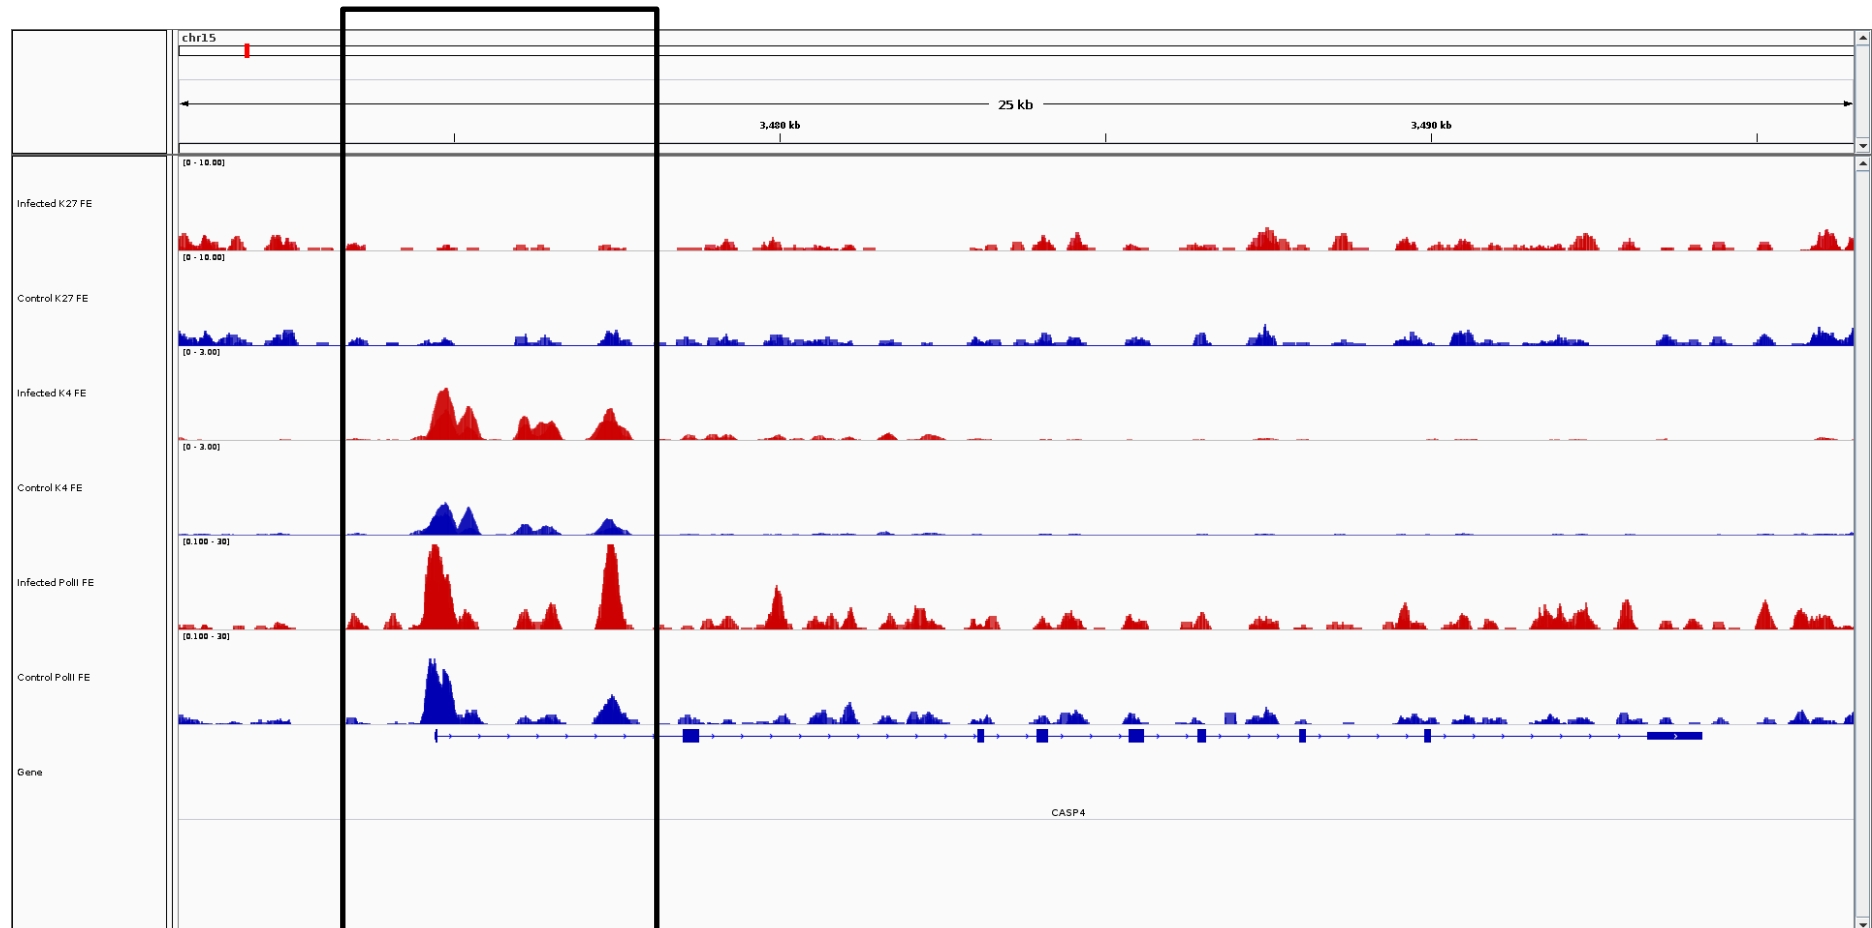 chr15
25 kb
3,480 kb
3,490 kb
[0 - 10.00]
Infected K27 FE
[0 - 10.00]
Control K27 FE
[0 - 3.00]
Infected K4 FE
[0 - 3.00]
Control K4 FE
[0.100 - 30]
Infected PolII FE
[0.100 - 30]
Control PolII FE
Gene
CASP4